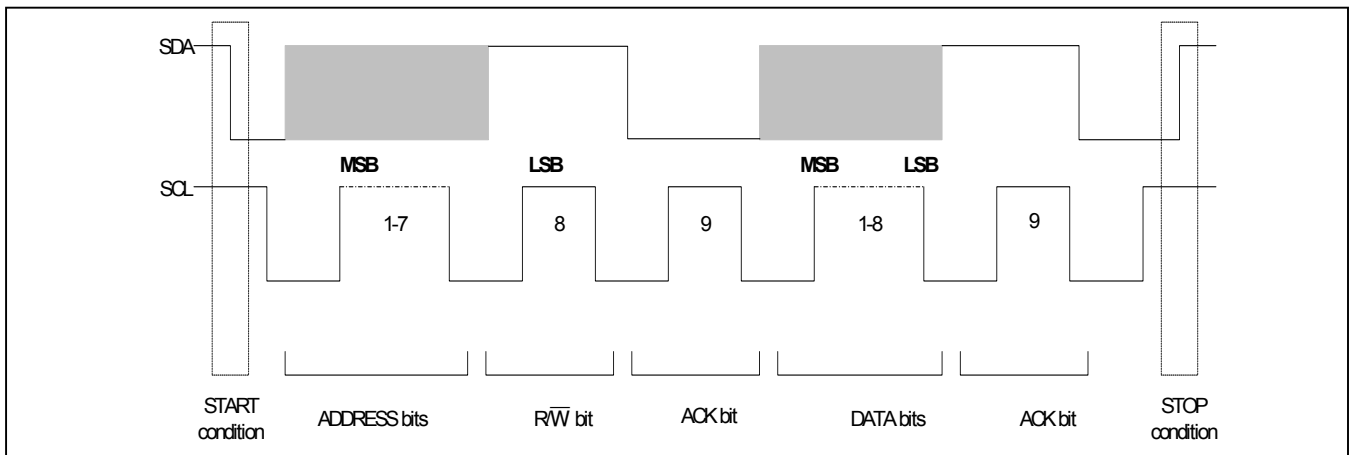 SDA
MSB LSB MSB LSB
SCL
1-7 8 9 1-8 9
START condition
ADDRESS bits
R/W̅ bit
ACK bit
DATA bits
ACK bit
STOP condition